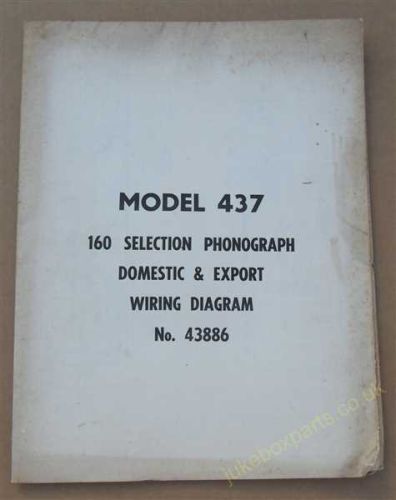 MODEL 437
160 SELECTION PHONOGRAPH
DOMESTIC & EXPORT
WIRING DIAGRAM
No. 43886
jukeboxparts.co.uk